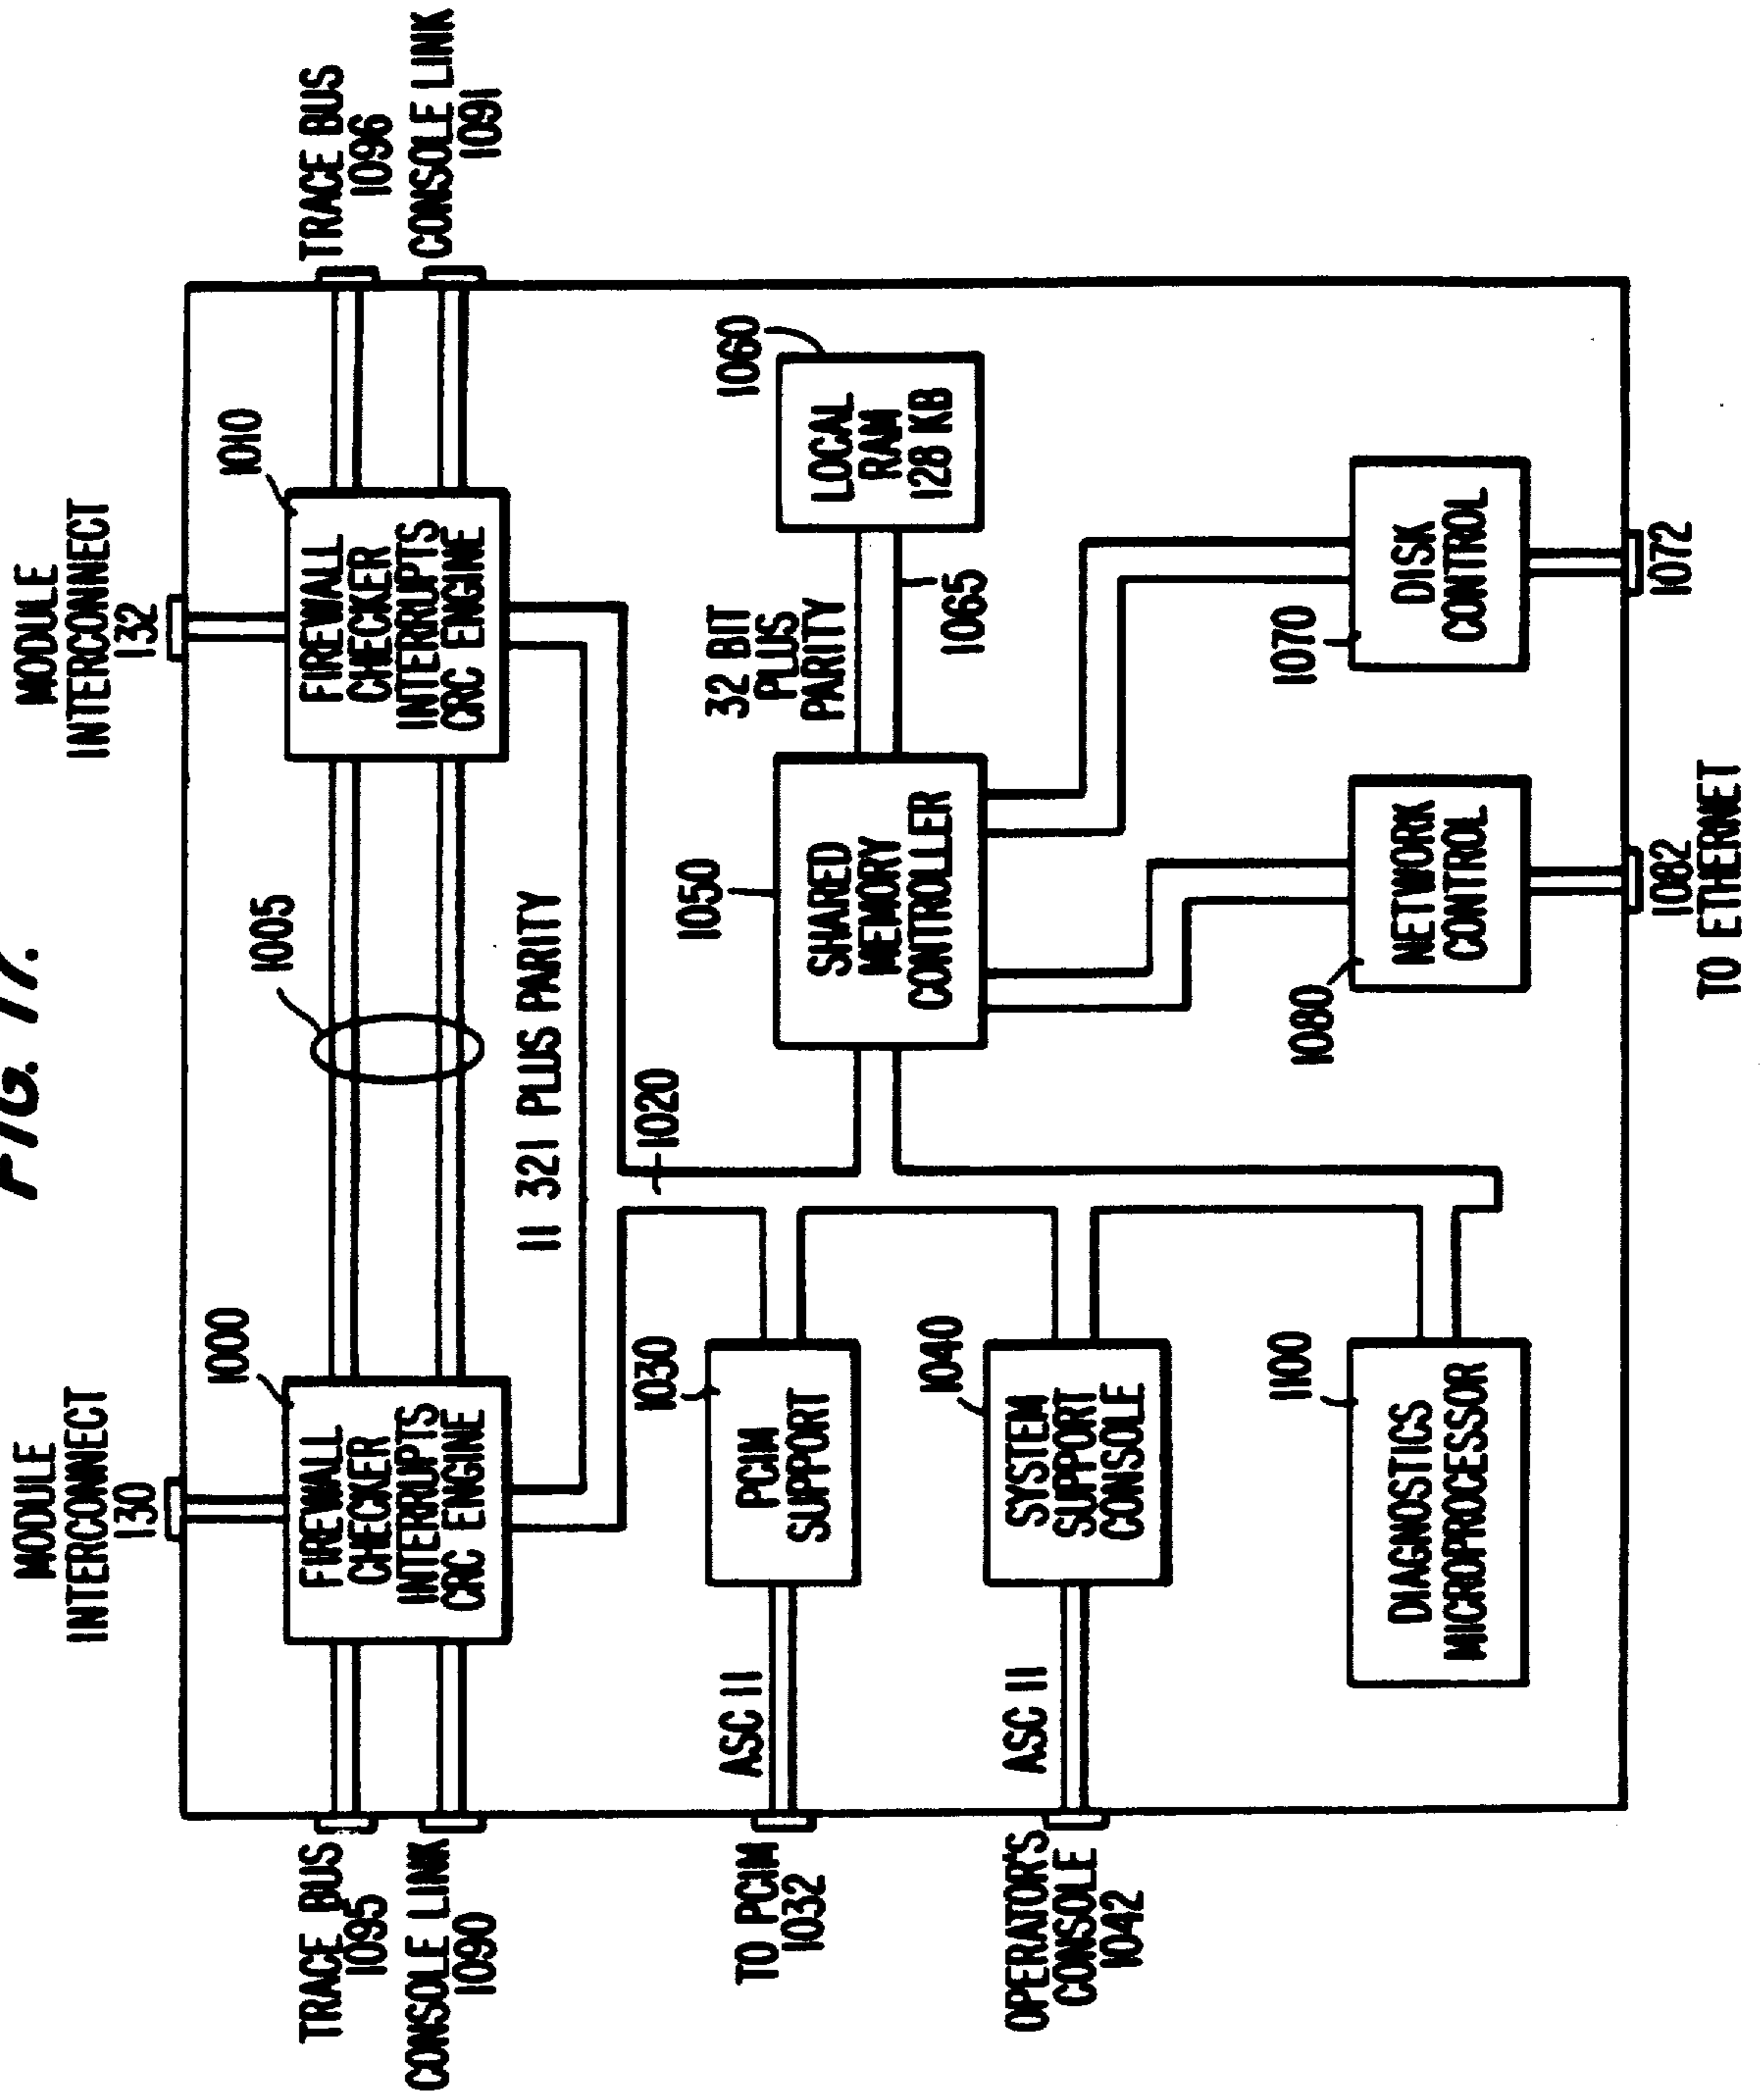 FIG. 17.
MODULE
INTERCONNECT
130
MODULE
INTERCONNECT
132
TRACE BUS
1095
CONSOLE LINK
1090
1000
FIREWALL
CHECKER
INTERRUPTS
CRC ENGINE
1005
1010
FIREWALL
CHECKER
INTERRUPTS
CRC ENGINE
TRACE BUS
1096
CONSOLE LINK
1091
11 321 PLUS PARITY
1020
TO PCIM
1032
ASC II
1030
PCIM
SUPPORT
1050
SHARED
MEMORY
CONTROLLER
32 BIT
PLUS
PARITY
1065
1060
LOCAL
RAM
128 KB
OPERATOR'S
CONSOLE
1042
ASC II
1040
SYSTEM
SUPPORT
CONSOLE
1100
DIAGNOSTICS
MICROPROCESSOR
1080
NETWORK
CONTROL
1070
DISK
CONTROL
1082
TO ETHERNET
1072